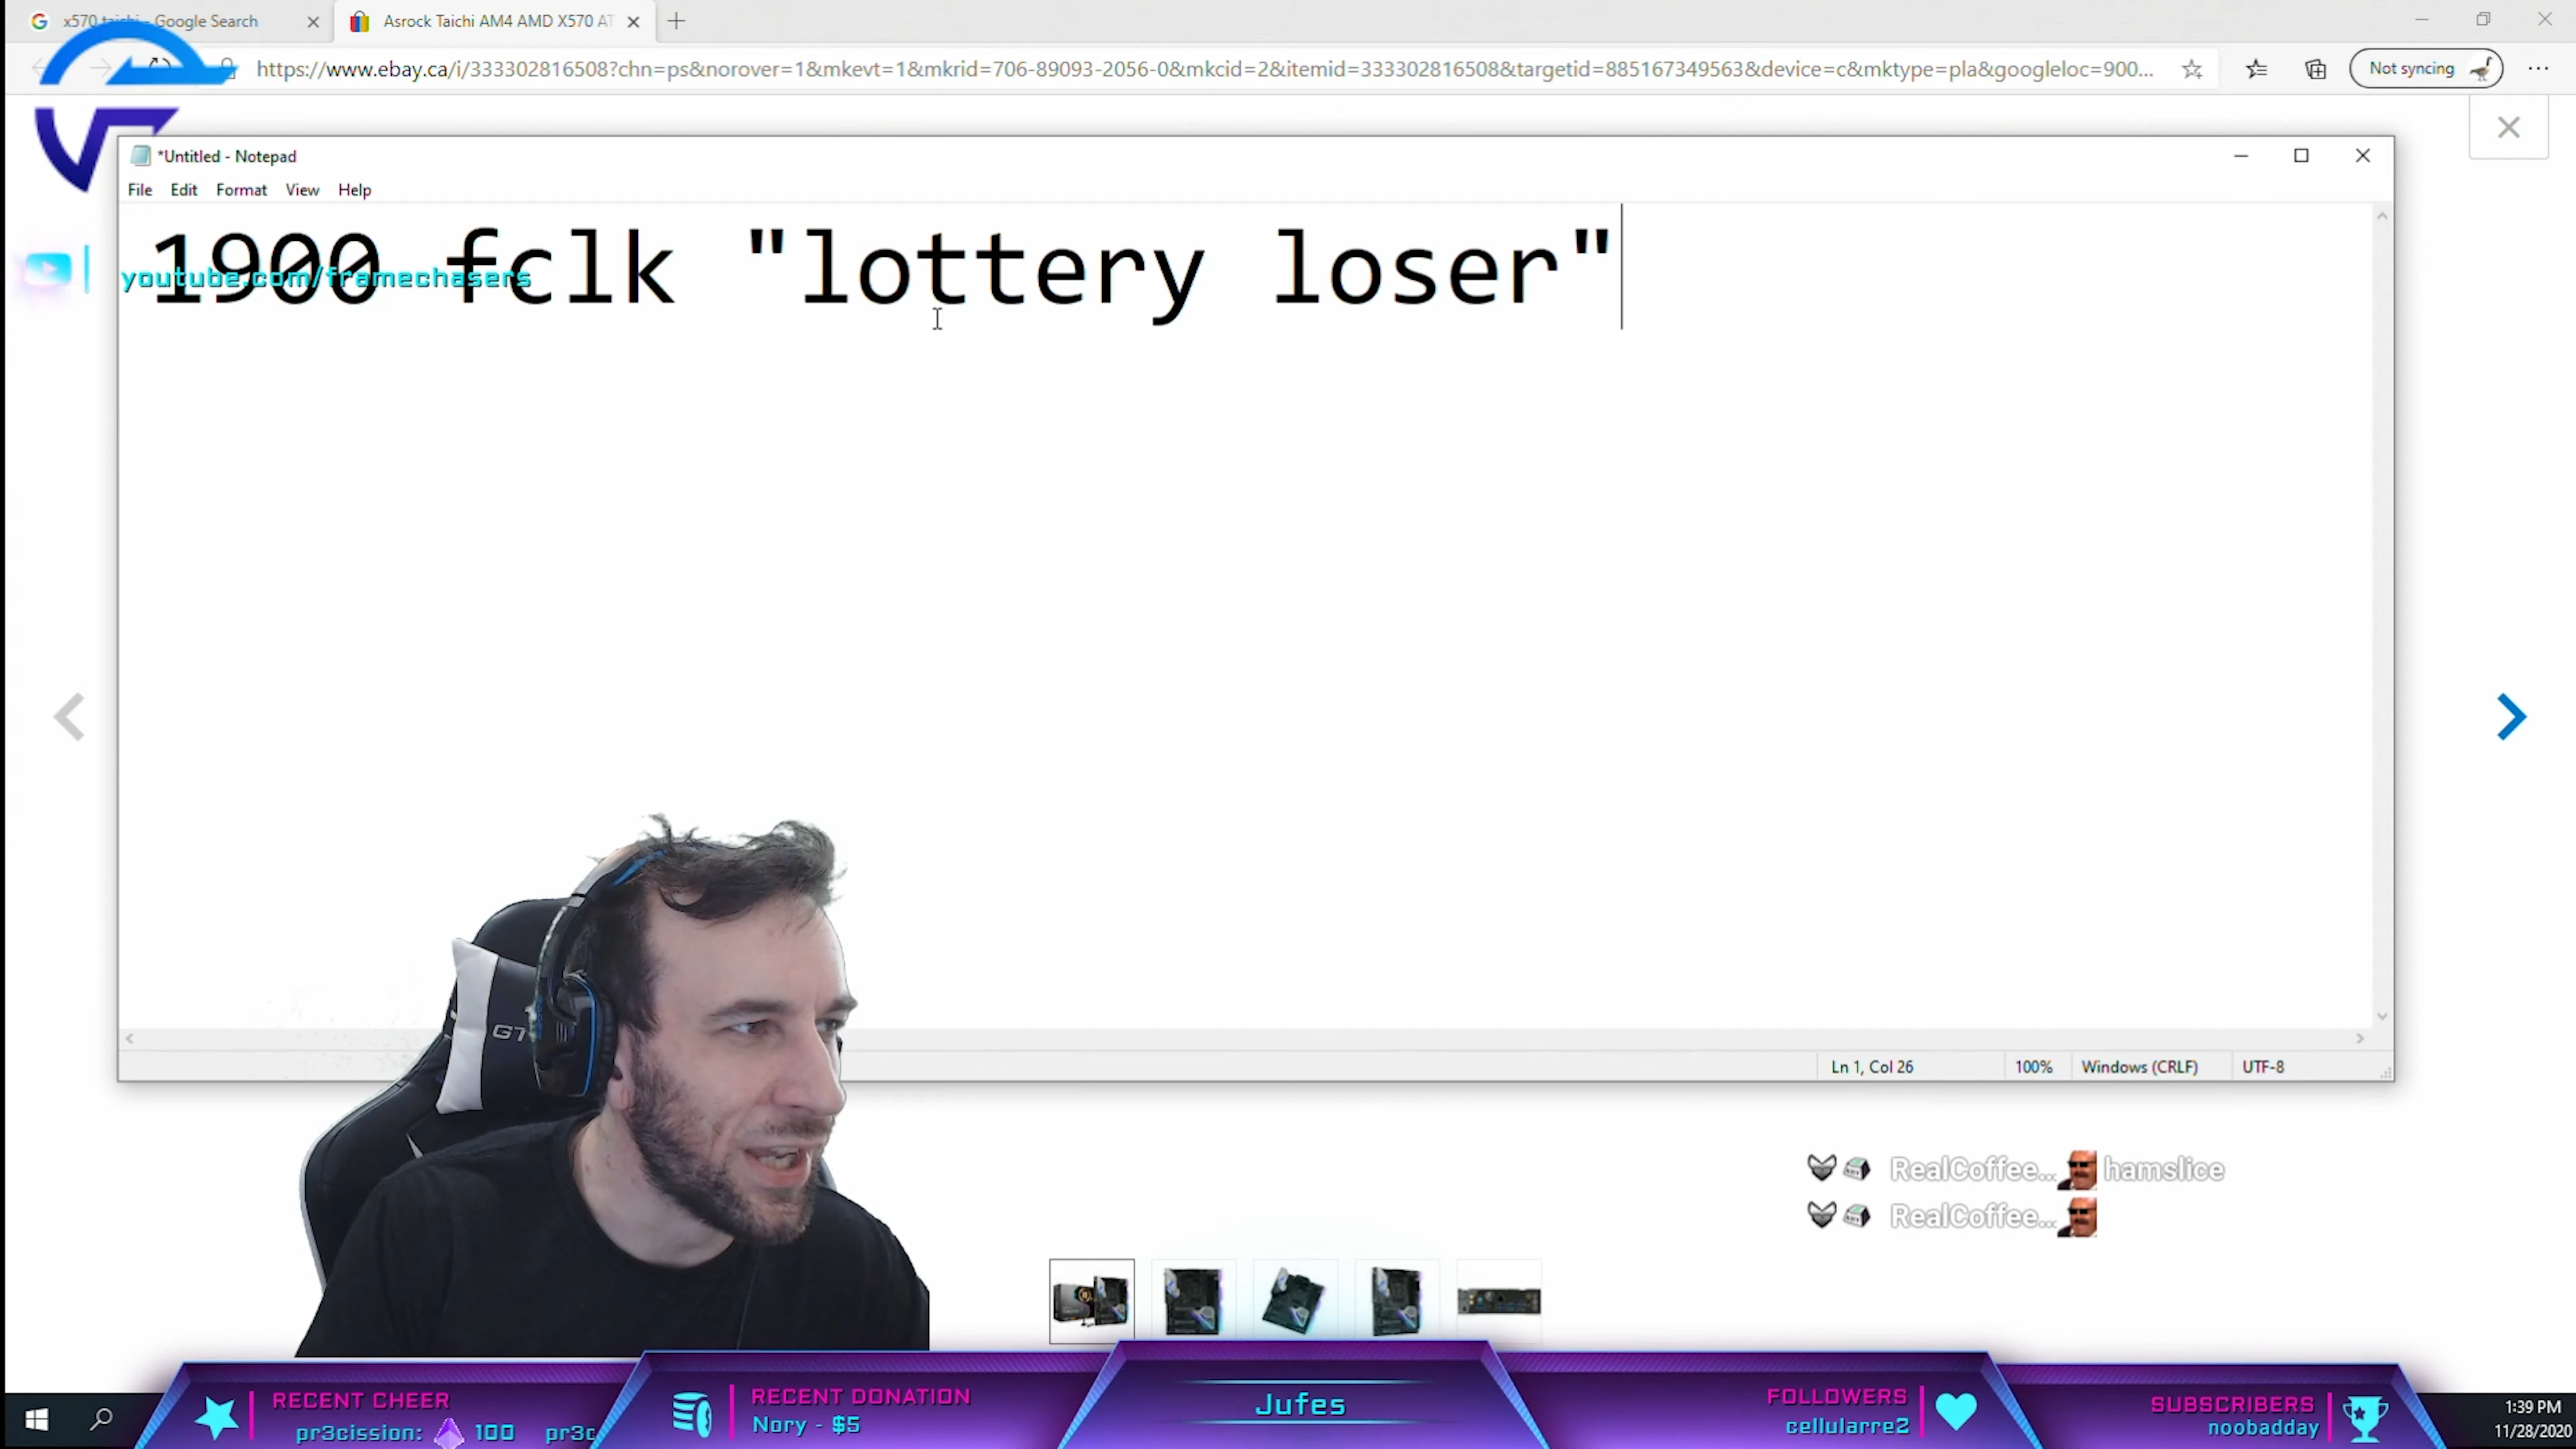 x570 taichi - Google Search
Asrock Taichi AM4 AMD X570 AT
https://www.ebay.ca/i/333302816508?chn=ps&norover=1&mkevt=1&mkrid=706-89093-2056-0&mkcid=2&itemid=333302816508&targetid=885167349563&device=c&mktype=pla&googleloc=900...
Not syncing
*Untitled - Notepad
File Edit Format View Help
1900 fclk "lottery loser"
youtube.com/framechasers
G7
Ln 1, Col 26
100%
Windows (CRLF)
UTF-8
RealCoffee... hamslice
RealCoffee...
RECENT CHEER
pr3cission: 100 pr3c
RECENT DONATION
Nory - $5
Jufes
FOLLOWERS
cellularre2
SUBSCRIBERS
noobadday
1:39 PM
11/28/2020